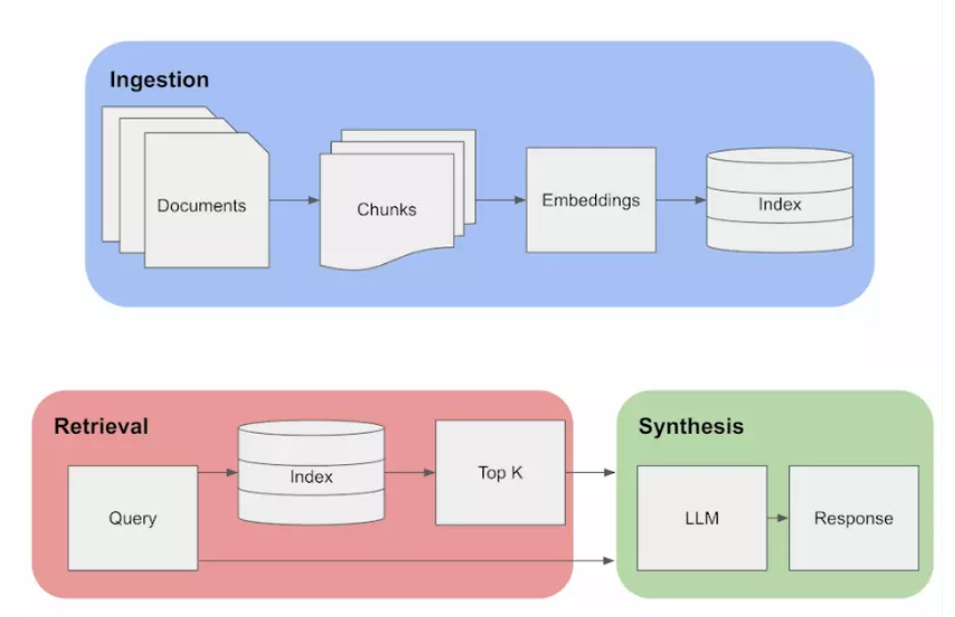 Ingestion
Documents
Chunks
Embeddings
Index
Retrieval
Query
Index
Top K
Synthesis
LLM
Response